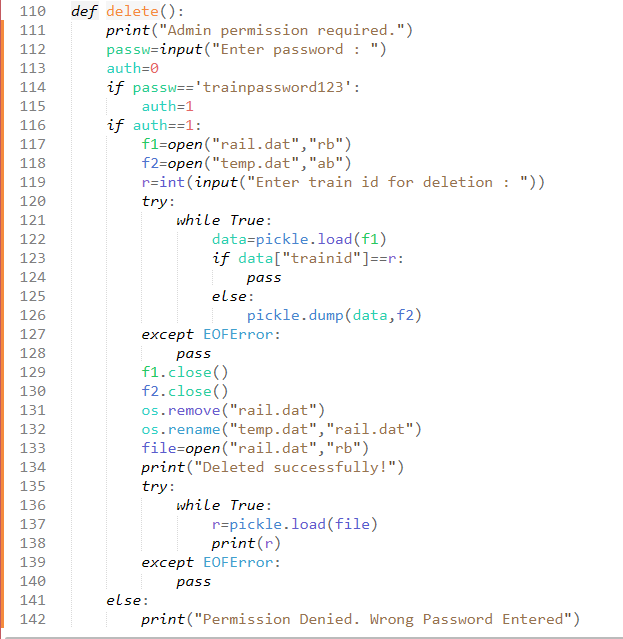 110 def delete():
111     print("Admin permission required.")
112     passw=input("Enter password : ")
113     auth=0
114     if passw=='trainpassword123':
115         auth=1
116     if auth==1:
117         f1=open("rail.dat","rb")
118         f2=open("temp.dat","ab")
119         r=int(input("Enter train id for deletion : "))
120         try:
121             while True:
122                 data=pickle.load(f1)
123                 if data["trainid"]==r:
124                     pass
125                 else:
126                     pickle.dump(data,f2)
127         except EOFError:
128             pass
129         f1.close()
130         f2.close()
131         os.remove("rail.dat")
132         os.rename("temp.dat","rail.dat")
133         file=open("rail.dat","rb")
134         print("Deleted successfully!")
135         try:
136             while True:
137                 r=pickle.load(file)
138                 print(r)
139         except EOFError:
140             pass
141     else:
142         print("Permission Denied. Wrong Password Entered")